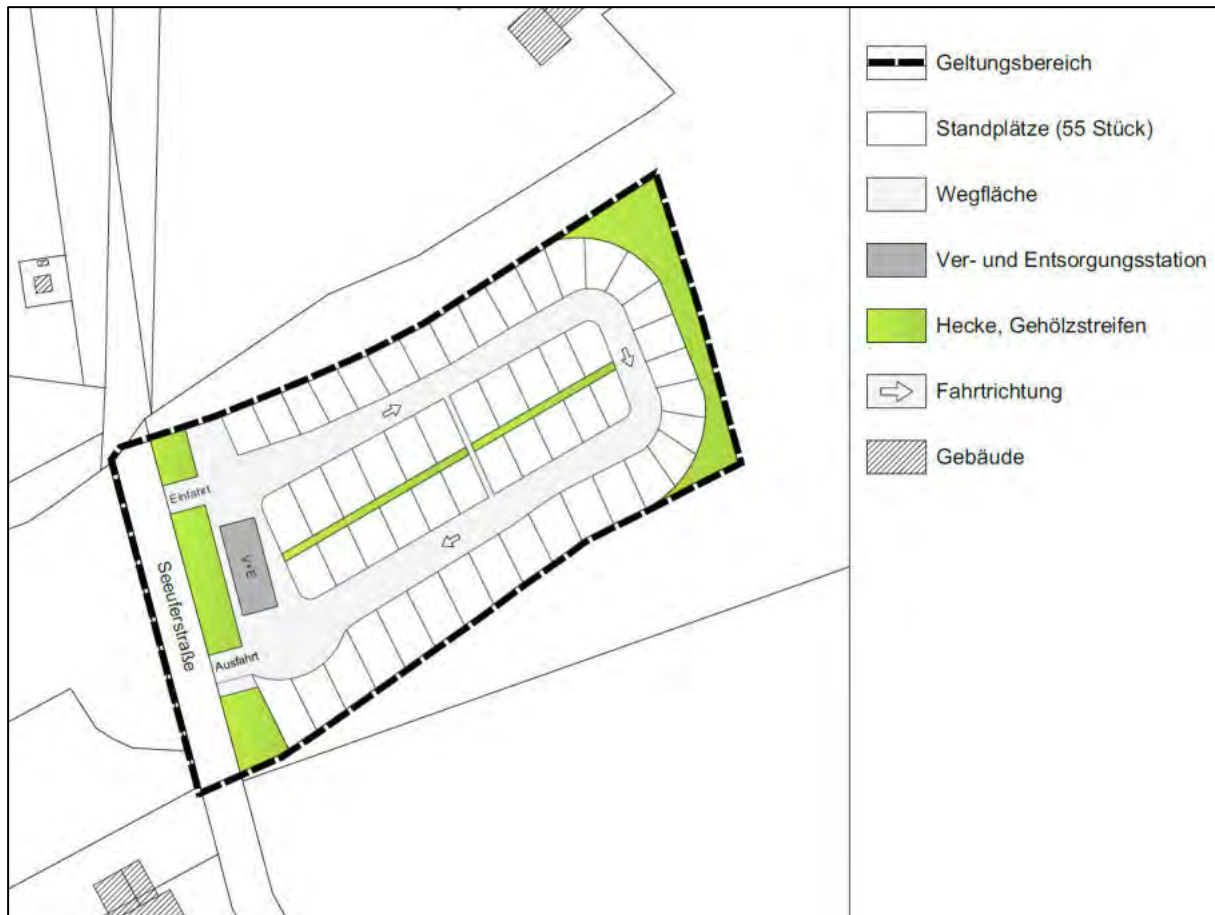 Geltungsbereich
Standplätze (55 Stück)
Wegfläche
Ver- und Entsorgungsstation
Hecke, Gehölzstreifen
Fahrtrichtung
Gebäude
Einfahrt
V+E
Seeuferstraße
Ausfahrt